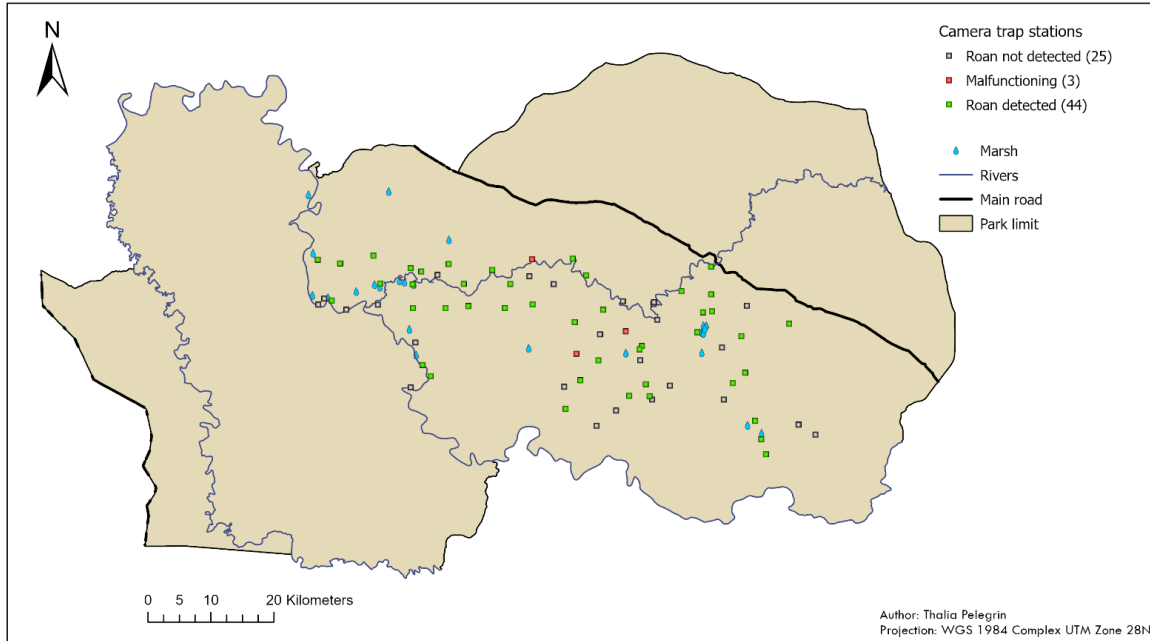 N
Camera trap stations
Roan not detected (25)
Malfunctioning (3)
Roan detected (44)
Marsh
Rivers
Main road
Park limit
0 5 10 20 Kilometers
Author: Thalia Pelegrin
Projection: WGS 1984 Complex UTM Zone 28N